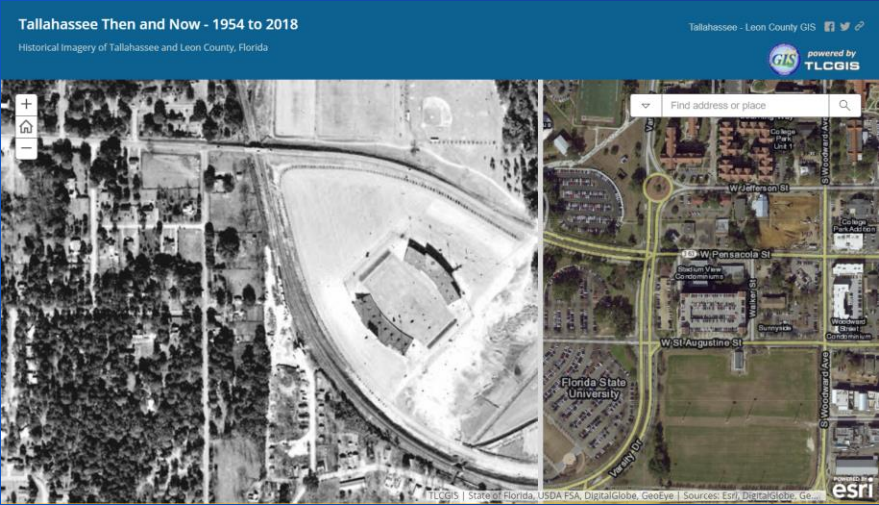 Tallahassee Then and Now - 1954 to 2018
Tallahassee - Leon County GIS
Historical Imagery of Tallahassee and Leon County, Florida
GIS
powered by
TLCGIS
+
−
Find address or place
College
Park
Unit 1
S Woodward Ave
W Jefferson St
College
Park Addition
W Pensacola St
Stadium View
Condominiums
Walker St
Sunnyside
Woodward
Street
Condominium
W St Augustine St
Florida State
University
S Woodward Ave
Varsity Dr
TLCGIS | State of Florida, USDA FSA, DigitalGlobe, GeoEye | Sources: Esri, DigitalGlobe, Ge...
POWERED BY
esri